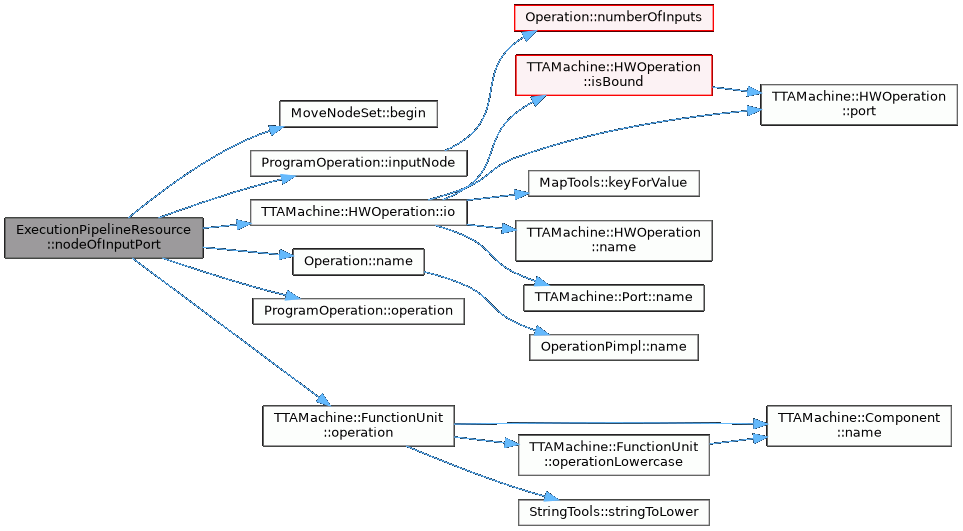 Operation::numberOfInputs
TTAMachine::HWOperation
::isBound
TTAMachine::HWOperation
::port
MoveNodeSet::begin
ProgramOperation::inputNode
MapTools::keyForValue
TTAMachine::HWOperation::io
ExecutionPipelineResource
::nodeOfInputPort
TTAMachine::HWOperation
::name
Operation::name
TTAMachine::Port::name
ProgramOperation::operation
OperationPimpl::name
TTAMachine::FunctionUnit
::operation
TTAMachine::Component
::name
TTAMachine::FunctionUnit
::operationLowercase
StringTools::stringToLower